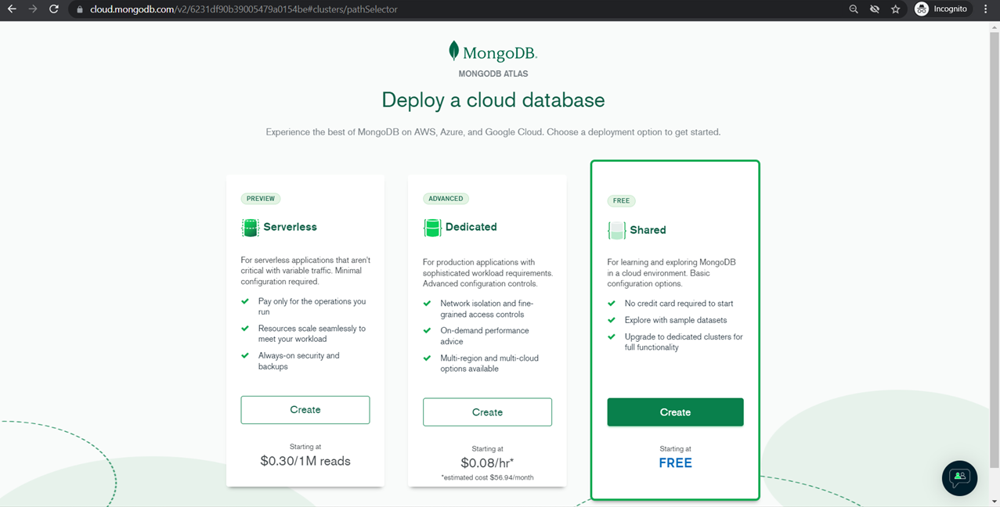 cloud.mongodb.com/v2/6231df90b39005479a0154be#clusters/pathSelector
Incognito
MongoDB.
MONGODB ATLAS
Deploy a cloud database
Experience the best of MongoDB on AWS, Azure, and Google Cloud. Choose a deployment option to get started.
PREVIEW
Serverless
For serverless applications that aren't
critical with variable traffic. Minimal
configuration required.
Pay only for the operations you
run
Resources scale seamlessly to
meet your workload
Always-on security and
backups
Create
Starting at
$0.30/1M reads
ADVANCED
Dedicated
For production applications with
sophisticated workload requirements.
Advanced configuration controls.
Network isolation and fine-
grained access controls
On-demand performance
advice
Multi-region and multi-cloud
options available
Create
Starting at
$0.08/hr*
*estimated cost $56.94/month
FREE
Shared
For learning and exploring MongoDB
in a cloud environment. Basic
configuration options.
No credit card required to start
Explore with sample datasets
Upgrade to dedicated clusters for
full functionality
Create
Starting at
FREE